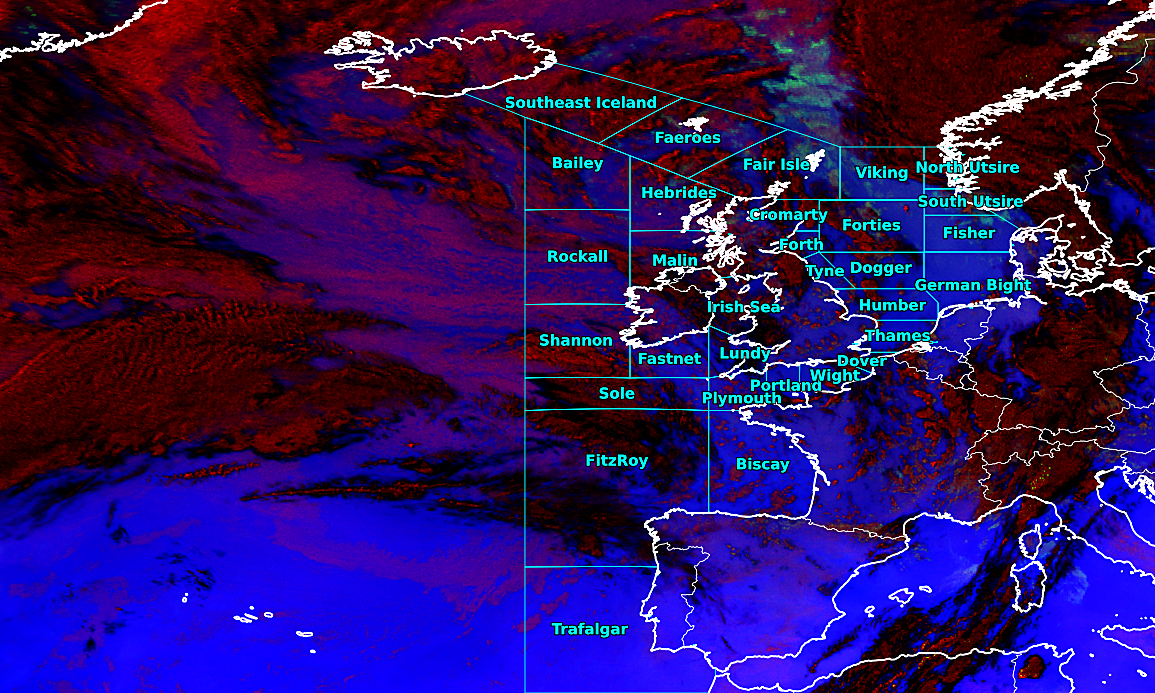 Southeast Iceland
Faeroes
Bailey
Fair Isle
Viking
North Utsire
Hebrides
South Utsire
Cromarty
Forties
Fisher
Forth
Rockall
Malin
Tyne
Dogger
German Bight
Irish Sea
Humber
Shannon
Thames
Fastnet
Lundy
Dover
Wight
Portland
Sole
Plymouth
FitzRoy
Biscay
Trafalgar